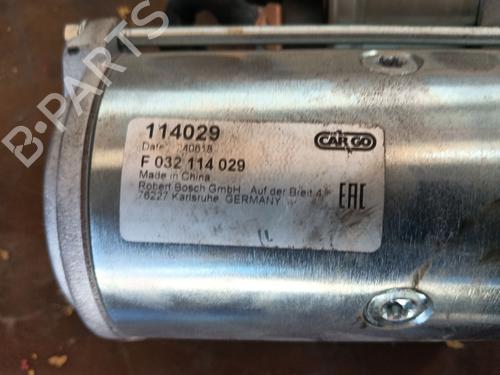 B-PARTS
114029
CARGO
Date: 240618
F 032 114 029
Made in China
Robert Bosch GmbH Auf der Breit 4
76227 Karlsruhe GERMANY
EAC